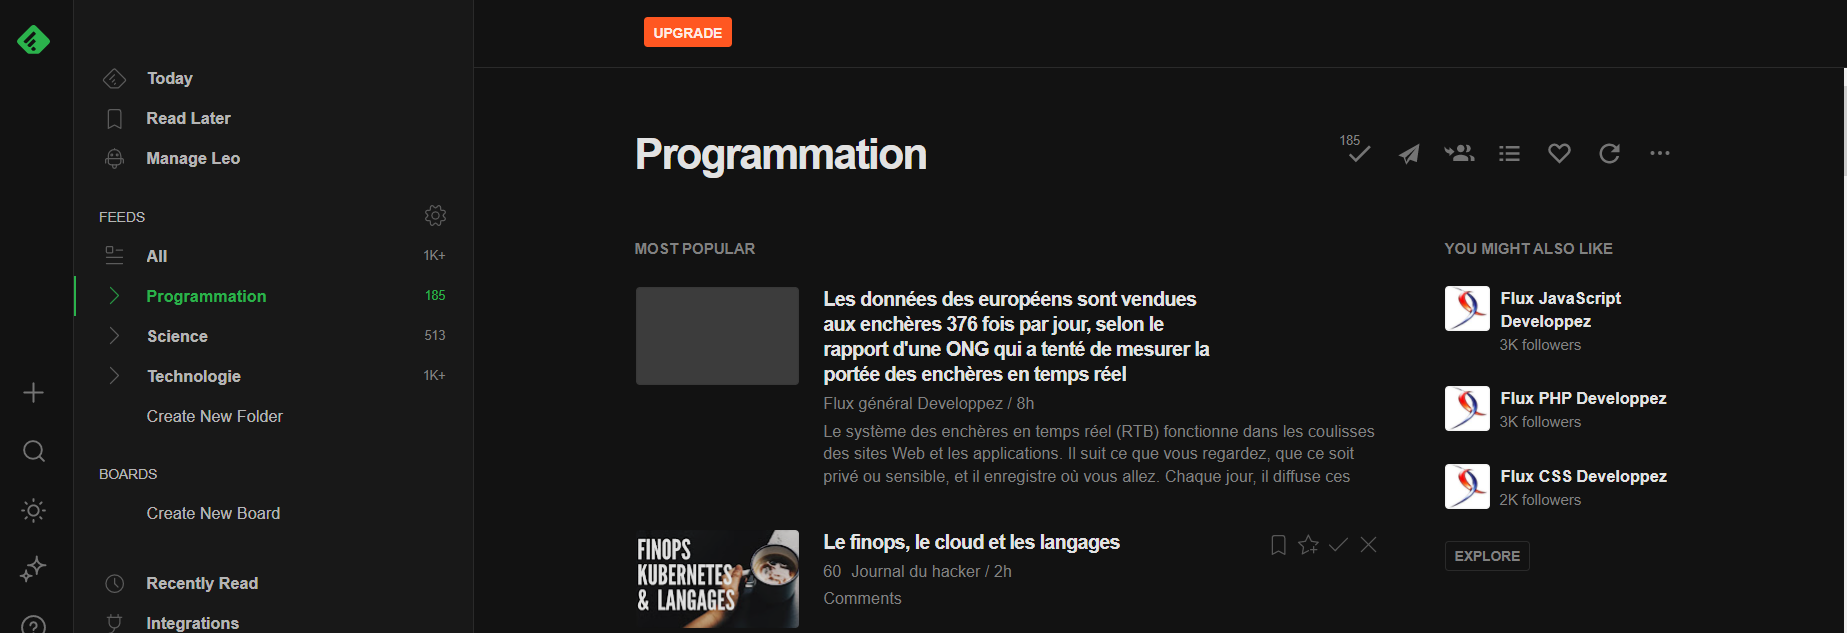 UPGRADE
Today
Read Later
Manage Leo
FEEDS
All 1K+
Programmation 185
Science 513
Technologie 1K+
Create New Folder
BOARDS
Create New Board
Recently Read
Integrations
Programmation
185
MOST POPULAR
Les données des européens sont vendues
aux enchères 376 fois par jour, selon le
rapport d'une ONG qui a tenté de mesurer la
portée des enchères en temps réel
Flux général Developpez / 8h
Le système des enchères en temps réel (RTB) fonctionne dans les coulisses
des sites Web et les applications. Il suit ce que vous regardez, que ce soit
privé ou sensible, et il enregistre où vous allez. Chaque jour, il diffuse ces
FINOPS
KUBERNETES
& LANGAGES
Le finops, le cloud et les langages
60 Journal du hacker / 2h
Comments
YOU MIGHT ALSO LIKE
Flux JavaScript
Developpez
3K followers
Flux PHP Developpez
3K followers
Flux CSS Developpez
2K followers
EXPLORE